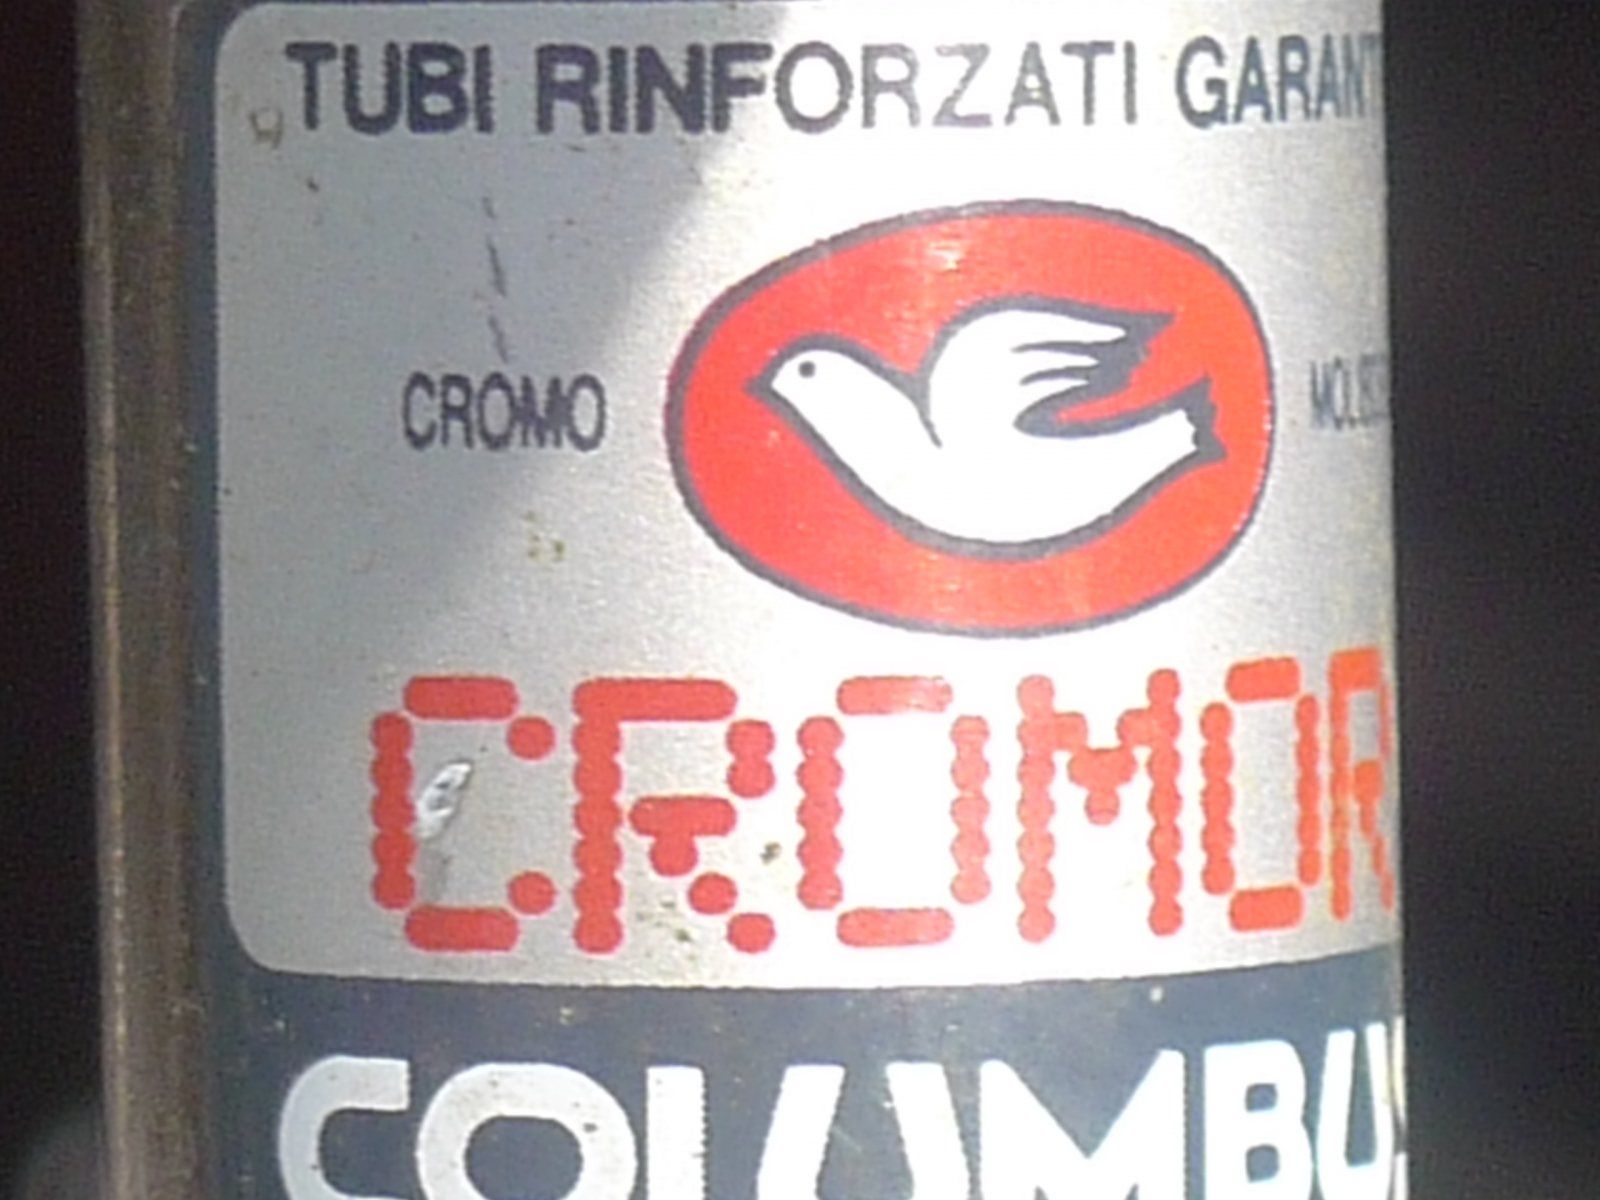 TUBI RINFORZATI GARANT
CROMO
CROMOR
COLUMBU